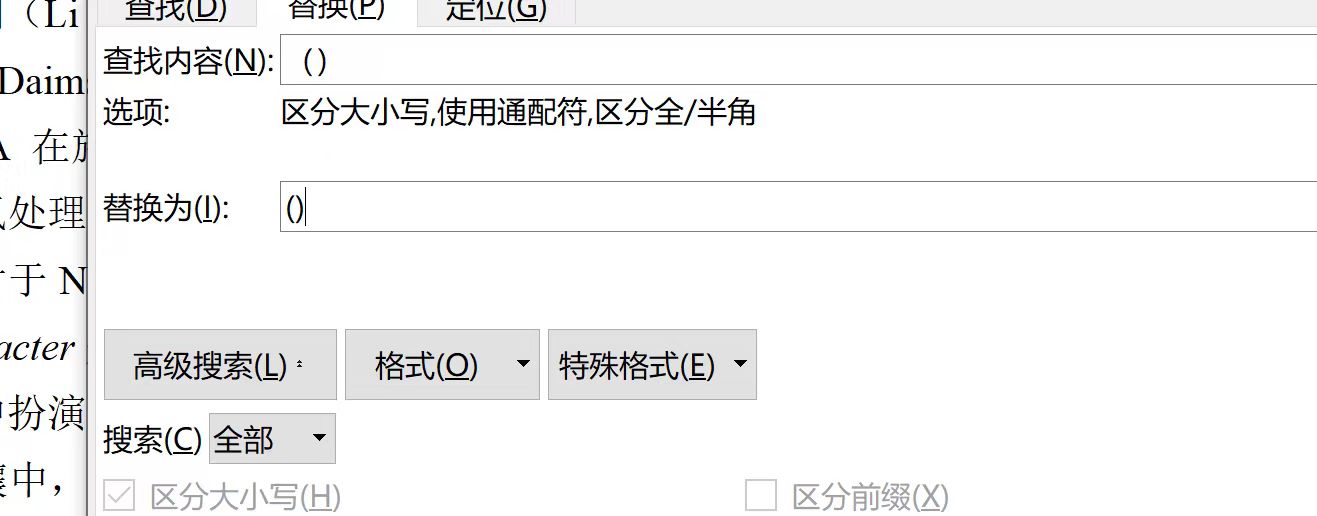 （Li
查找(D) 替换(P) 定位(G)
查找内容(N): （）
Daim
选项: 区分大小写,使用通配符,区分全/半角
A 在
替换为(I): ()
处理
于 N
acter
高级搜索(L) 格式(O) 特殊格式(E)
中扮演
搜索(C) 全部
壤中，
区分大小写(H) 区分前缀(X)